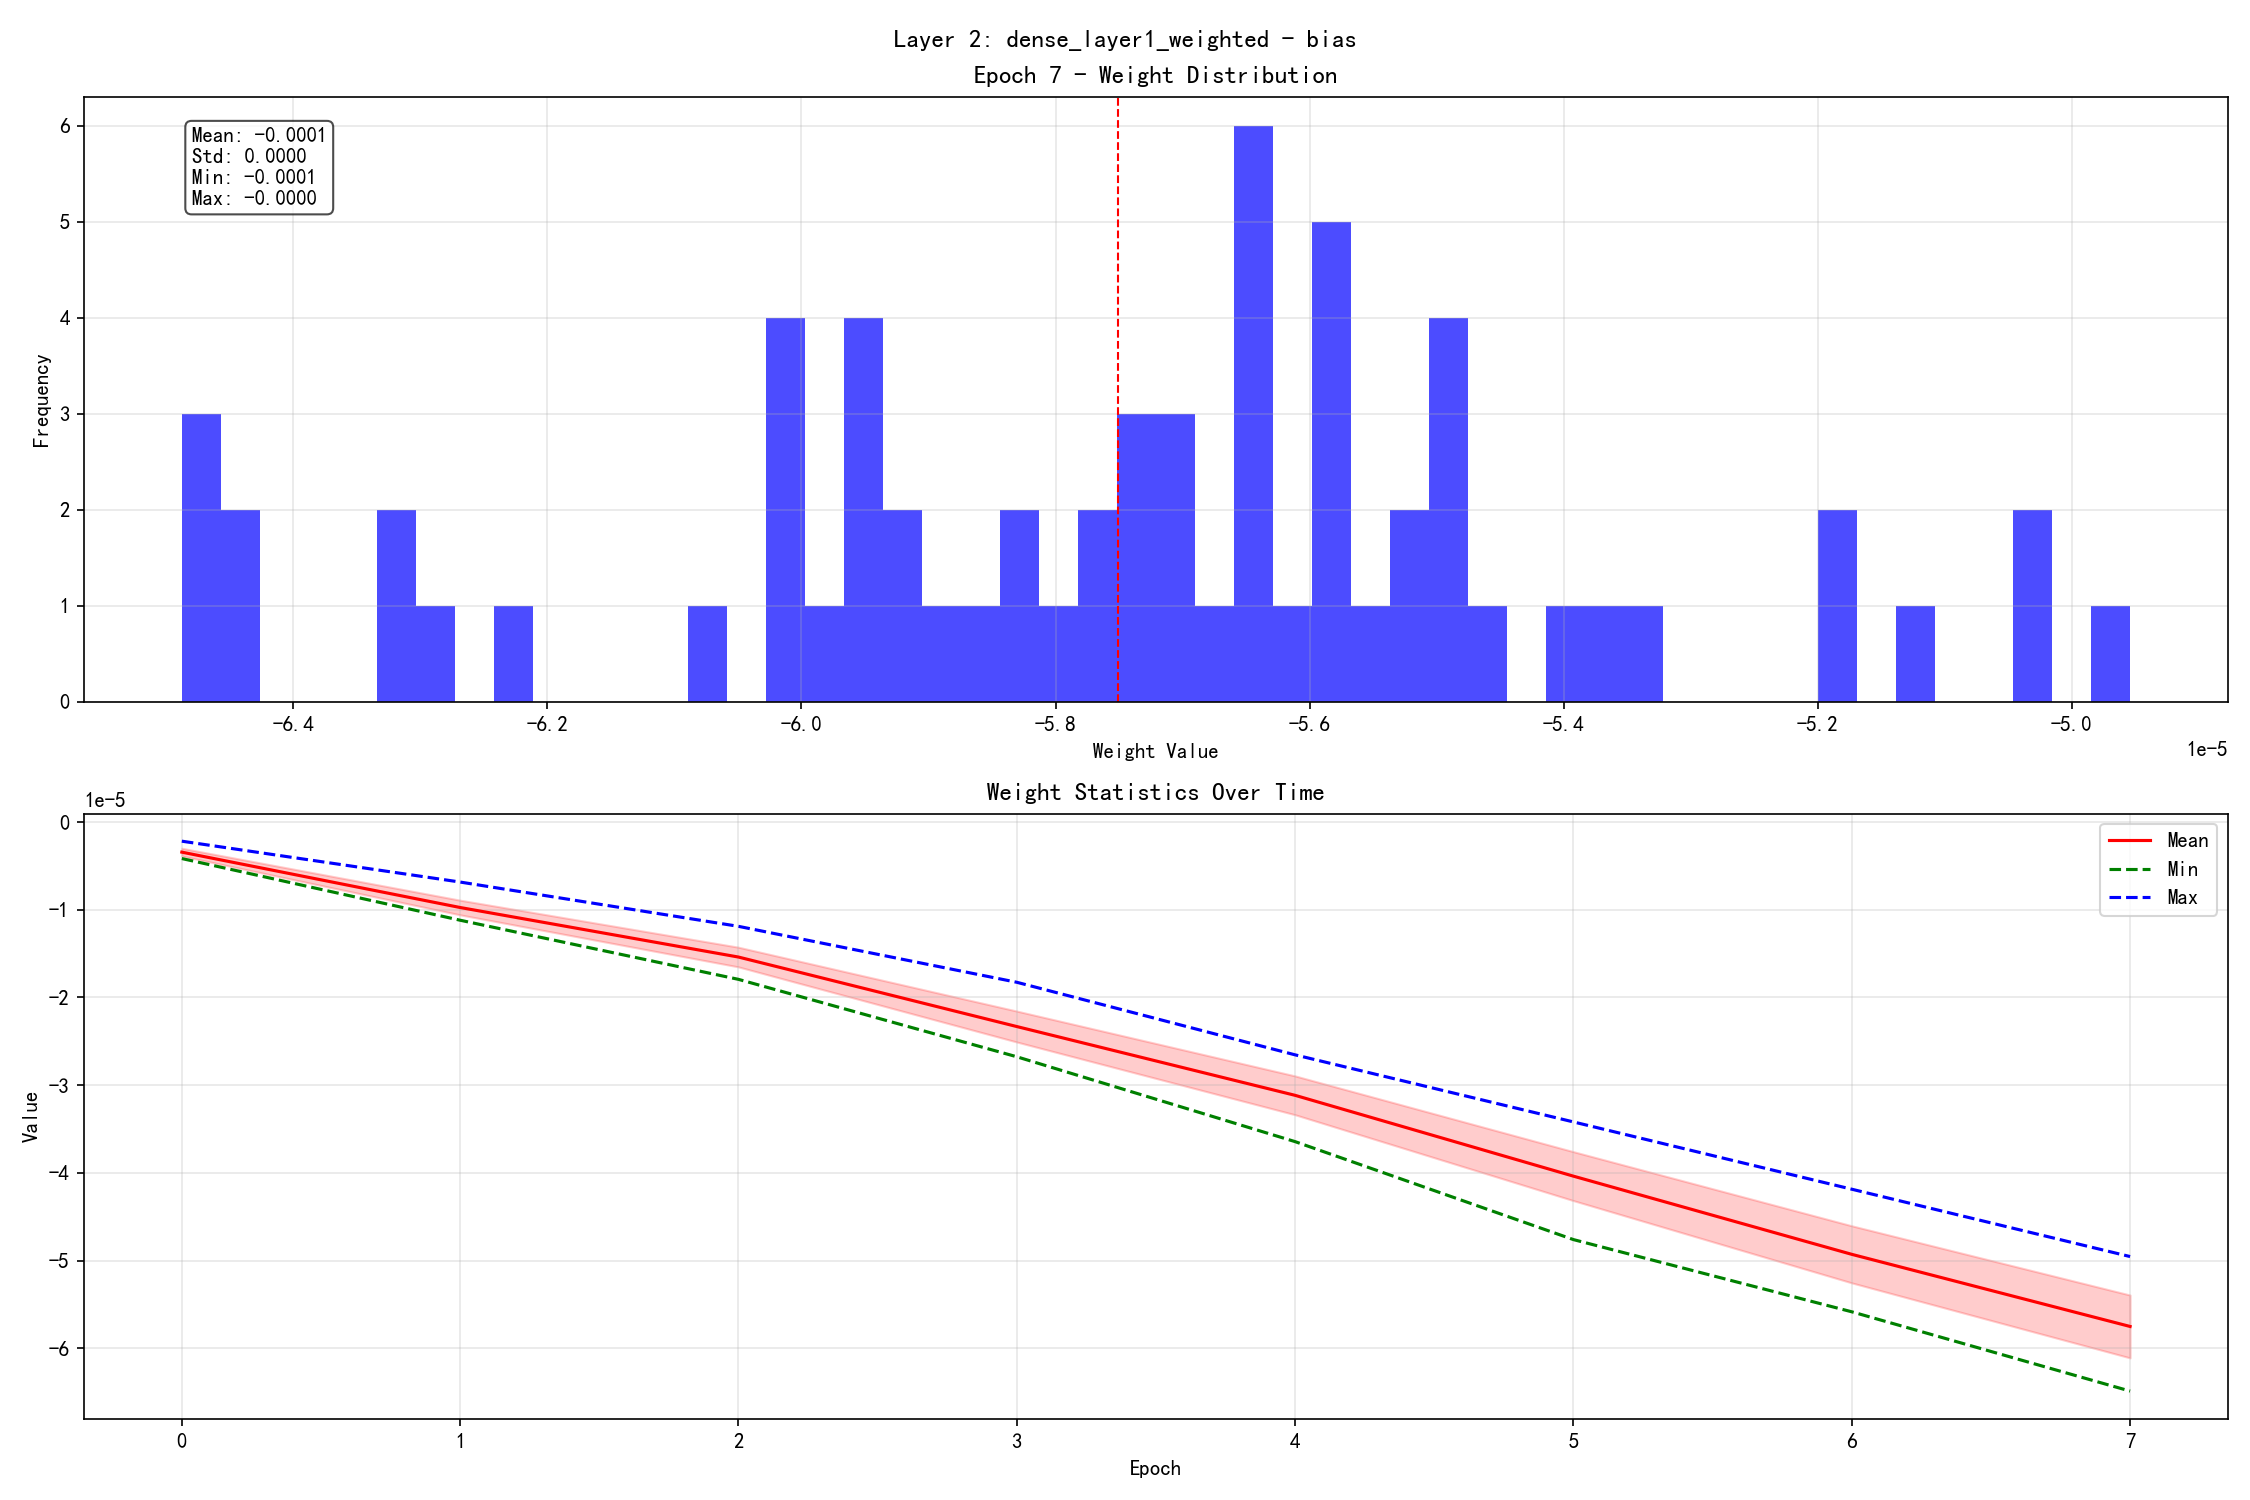 Layer 2: dense_layer1_weighted - bias
Epoch 7 - Weight Distribution
Mean: -0.0001
Std: 0.0000
Min: -0.0001
Max: -0.0000
Frequency
6
5
4
3
2
1
0
-6.4 -6.2 -6.0 -5.8 -5.6 -5.4 -5.2 -5.0
Weight Value
1e-5
Weight Statistics Over Time
1e-5
Value
0
-1
-2
-3
-4
-5
-6
Mean
Min
Max
0 1 2 3 4 5 6 7
Epoch